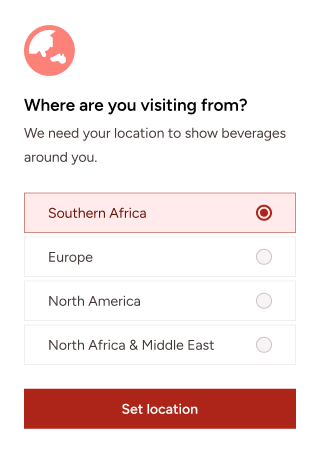 Where are you visiting from?
We need your location to show beverages
around you.
Southern Africa
Europe
North America
North Africa & Middle East
Set location